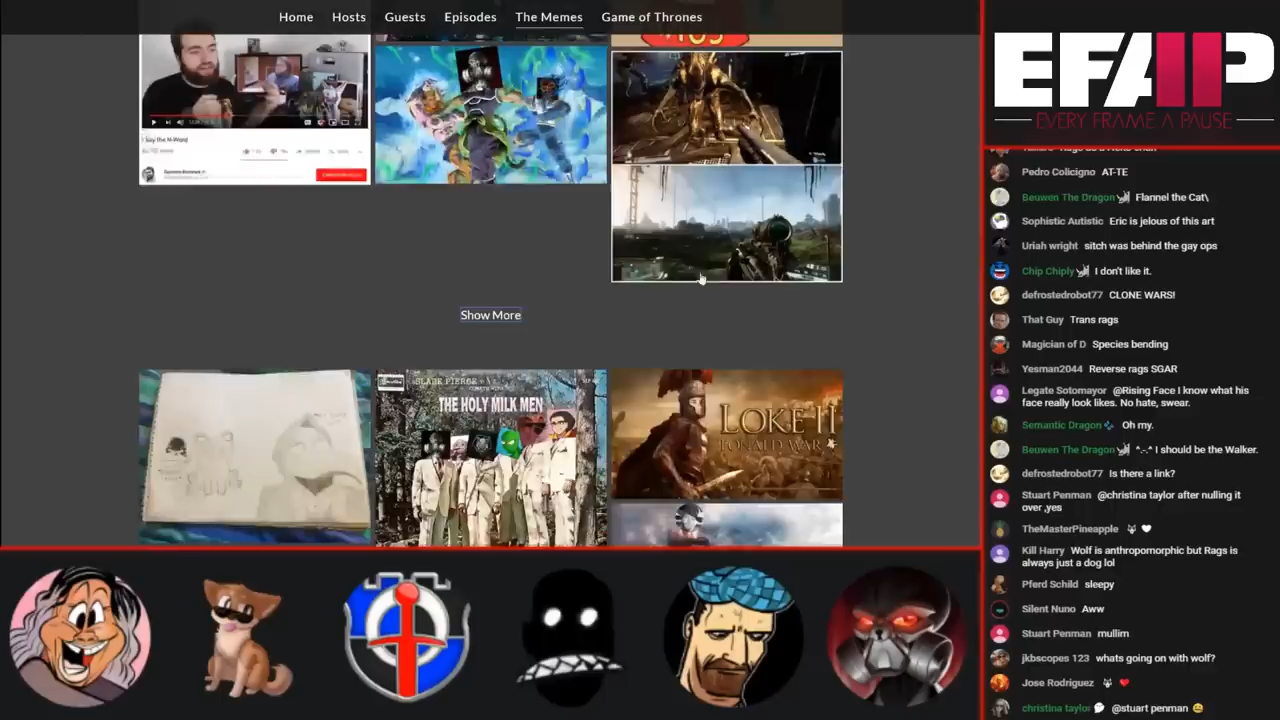 Home Hosts Guests Episodes The Memes Game of Thrones
Show More
SLADE PIERCE
THE HOLY MILK MEN
LOKE II
EFAP
EVERY FRAME A PAUSE
Pedro Colicigno AT-TE
Beuwen The Dragon Flannel the Cat\
Sophistic Autistic Eric is jelous of this art
Uriah wright sitch was behind the gay ops
Chip Chiply I don't like it.
defrostedrobot77 CLONE WARS!
That Guy Trans rags
Magician of D Species bending
Yesman2044 Reverse rags SGAR
Legate Sotomayor @Rising Face I know what his
face really look likes. No hate, swear.
Semantic Dragon Oh my.
Beuwen The Dragon ^.-.^ I should be the Walker.
defrostedrobot77 Is there a link?
Stuart Penman @christina taylor after nulling it
over ,yes
TheMasterPineapple
Kill Harry Wolf is anthropomorphic but Rags is
always just a dog lol
Pferd Schild sleepy
Silent Nuno Aww
Stuart Penman mullim
jkbscopes 123 whats going on with wolf?
Jose Rodriguez
christina taylor @stuart penman